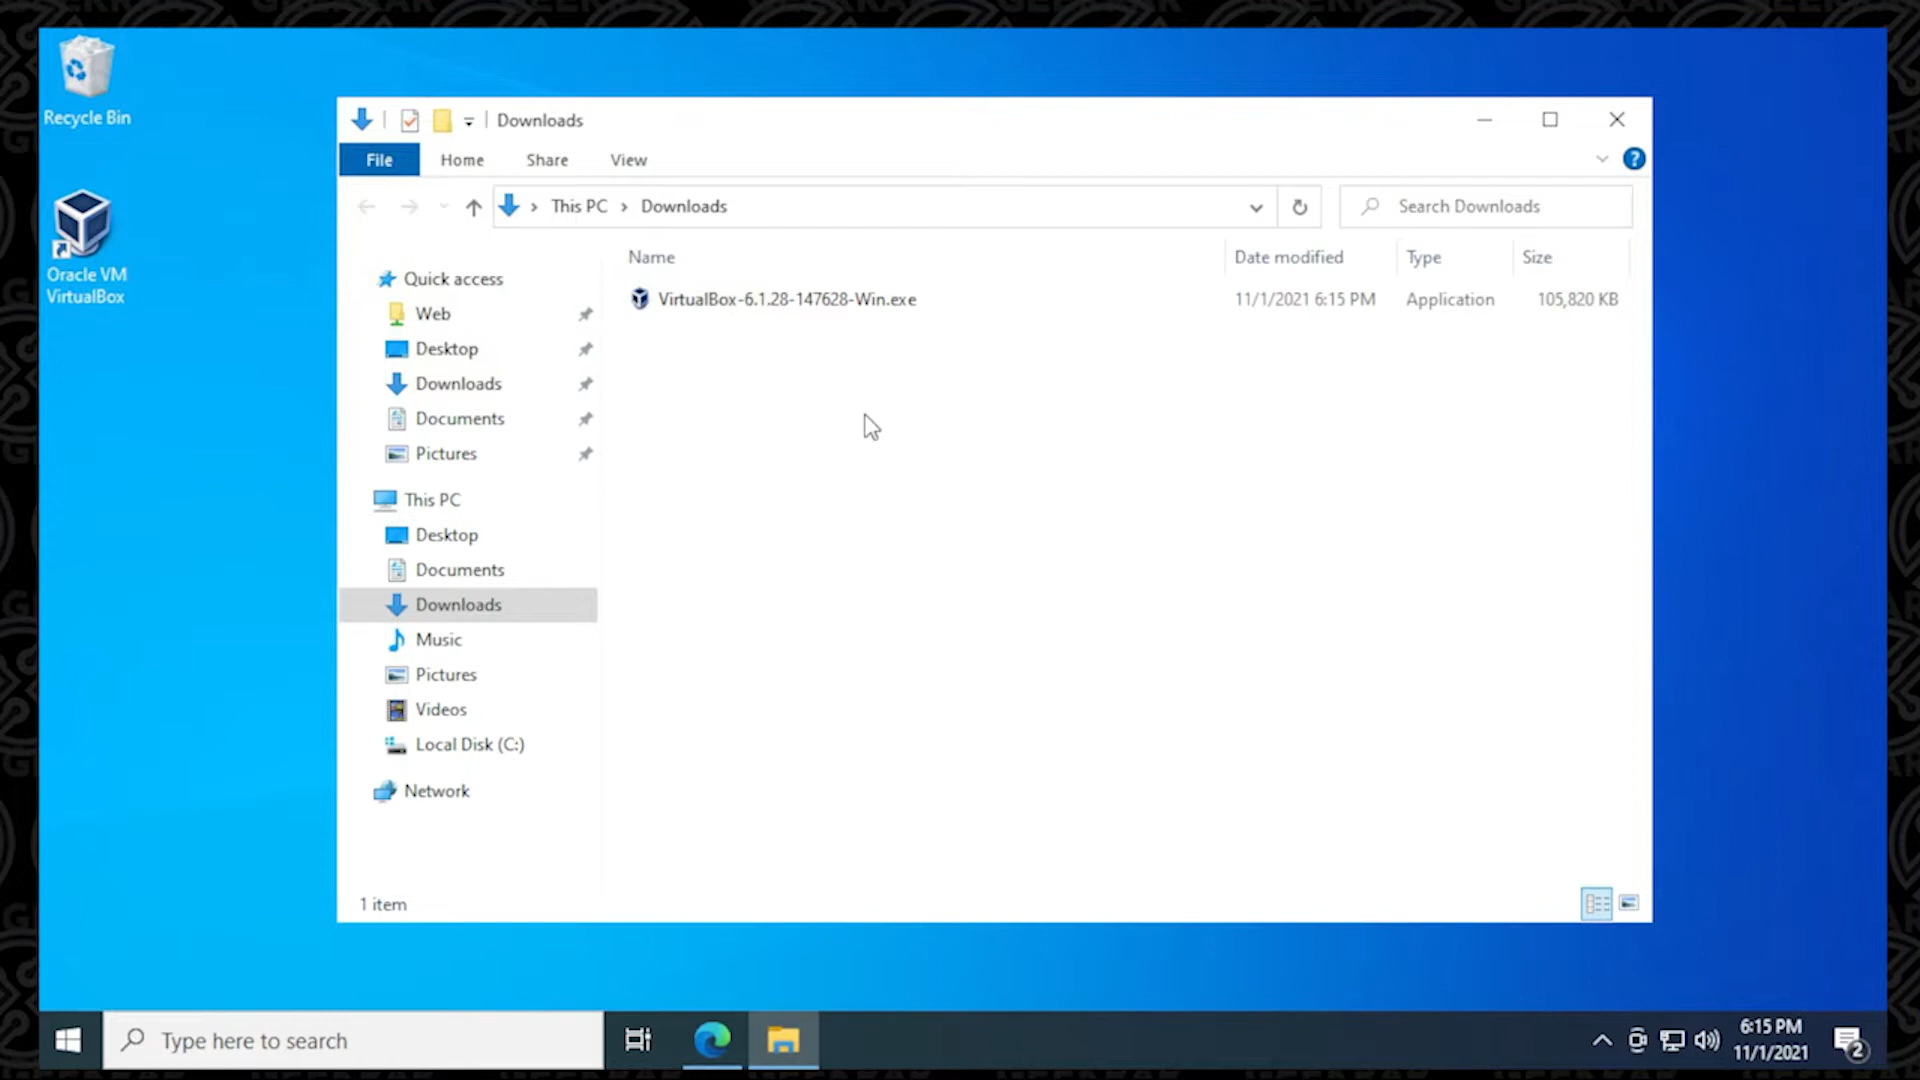 Recycle Bin
Oracle VM
VirtualBox
Downloads
File Home Share View
This PC > Downloads
Search Downloads
Name Date modified Type Size
VirtualBox-6.1.28-147628-Win.exe 11/1/2021 6:15 PM Application 105,820 KB
Quick access
Web
Desktop
Downloads
Documents
Pictures
This PC
Desktop
Documents
Downloads
Music
Pictures
Videos
Local Disk (C:)
Network
1 item
Type here to search
6:15 PM
11/1/2021
2